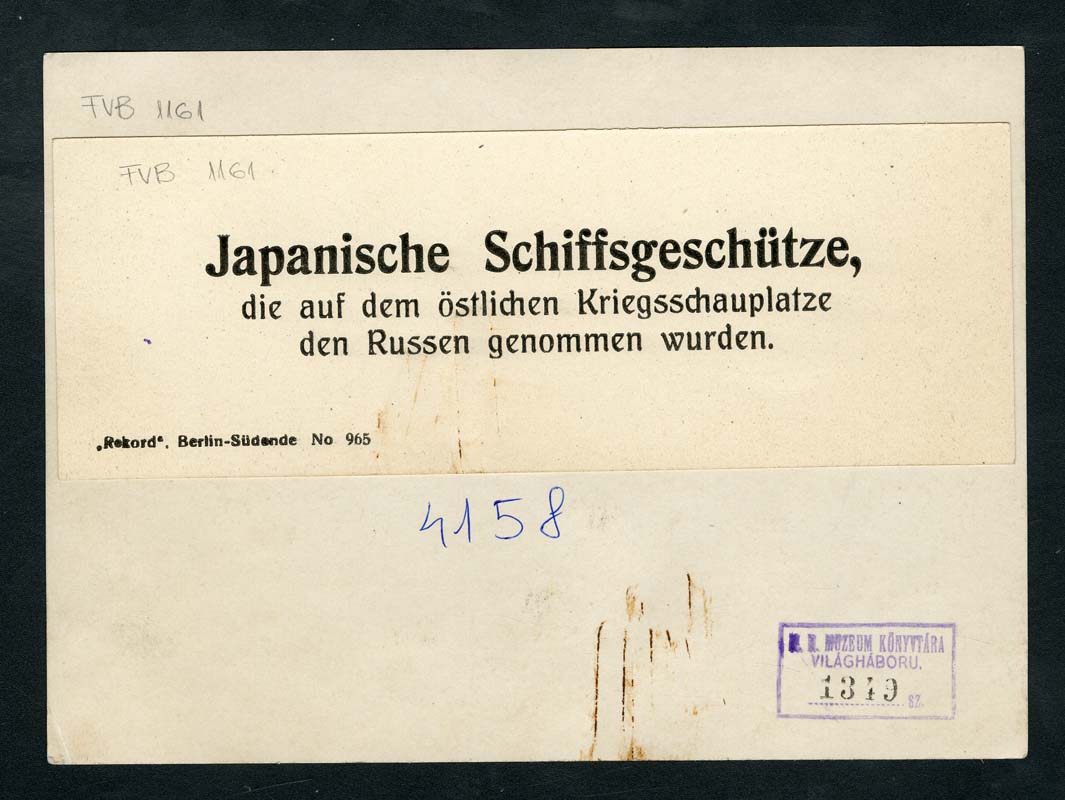 FVB 1161
FVB 1161
Japanische Schiffsgeschütze,
die auf dem östlichen Kriegsschauplatze
den Russen genommen wurden.
„Rekord“, Berlin-Südende No 965
4158
MUZEUM KÖNYVTÁRA
VILÁGHÁBORU.
1349 SZ.